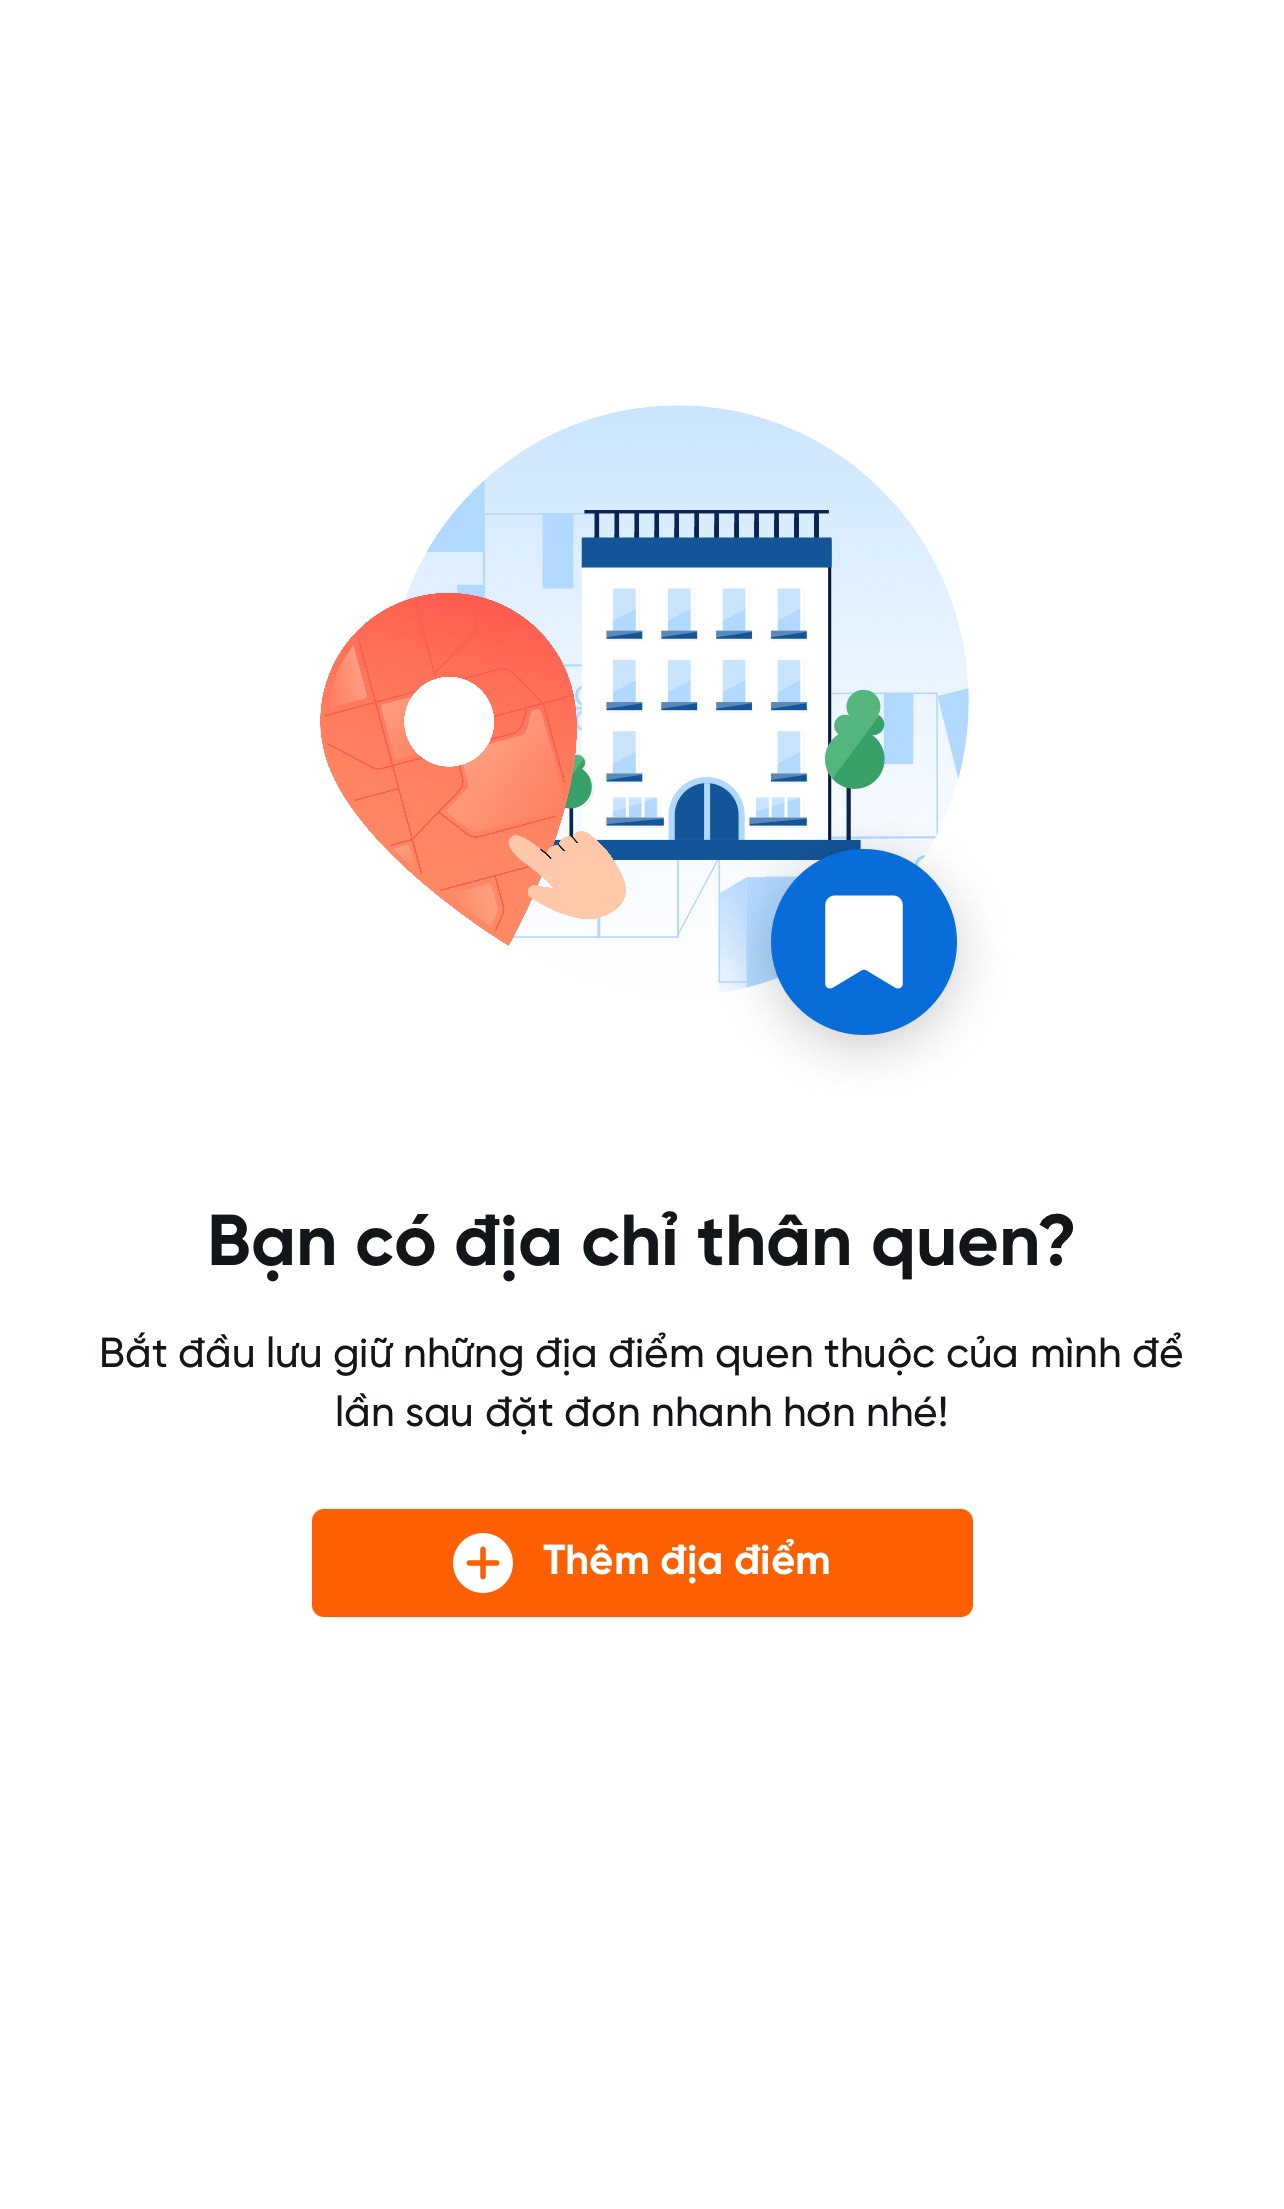 Bạn có địa chỉ thân quen?
Bắt đầu lưu giữ những địa điểm quen thuộc của mình để
lần sau đặt đơn nhanh hơn nhé!
Thêm địa điểm